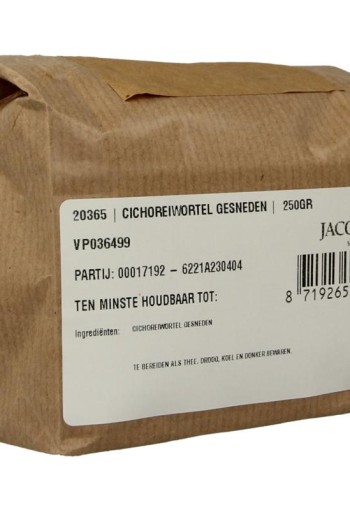 20365 | CICHOREIWORTEL GESNEDEN | 250GR
VP036499
JACO
PARTIJ: 00017192 – 6221A230404
TEN MINSTE HOUDBAAR TOT:
8 719265
Ingrediënten: CICHOREIWORTEL GESNEDEN
TE BEREIDEN ALS THEE. DROOG, KOEL EN DONKER BEWAREN.